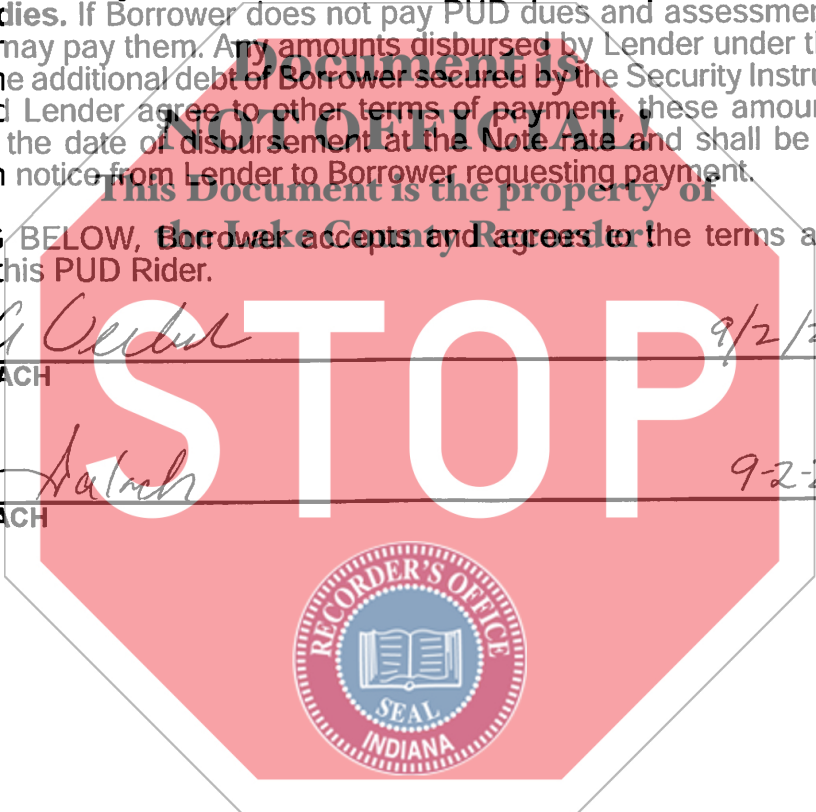 dies. If Borrower does not pay PUD dues and assessmen
may pay them. Any amounts disbursed by Lender under t
e additional debt of Borrower secured by the Security Instru
d Lender agree to other terms of payment, these amou
the date of disbursement at the Note rate and shall be
n notice from Lender to Borrower requesting payment.
BELOW, Borrower accepts and agrees to the terms a
this PUD Rider.
Document is
NOT OFFICIAL!
This Document is the property of
the Lake County Recorder!
9/2/2
ACH
STOP
9-2-2
ACH
RECORDER'S OFFICE
SEAL
INDIANA